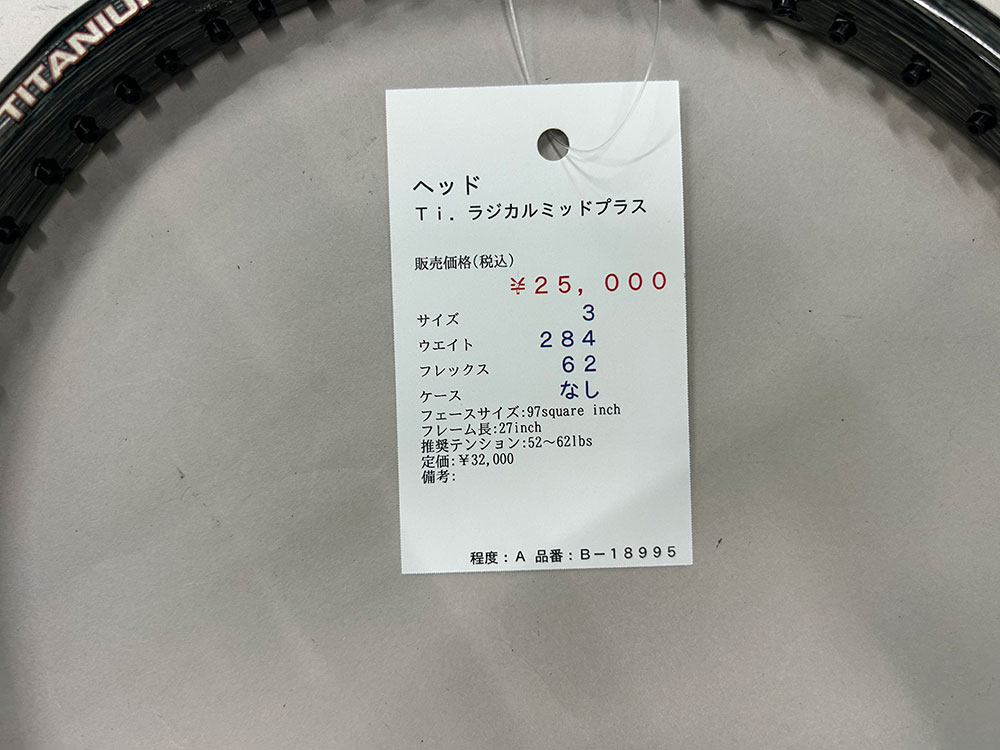 TITANIUM
ヘッド
Ｔｉ．ラジカルミッドプラス
販売価格(税込)
￥２５，０００
サイズ ３
ウエイト ２８４
フレックス ６２
ケース なし
フェースサイズ:97square inch
フレーム長:27inch
推奨テンション:52～62lbs
定価:￥32,000
備考:
程度：Ａ 品番：Ｂ－１８９９５